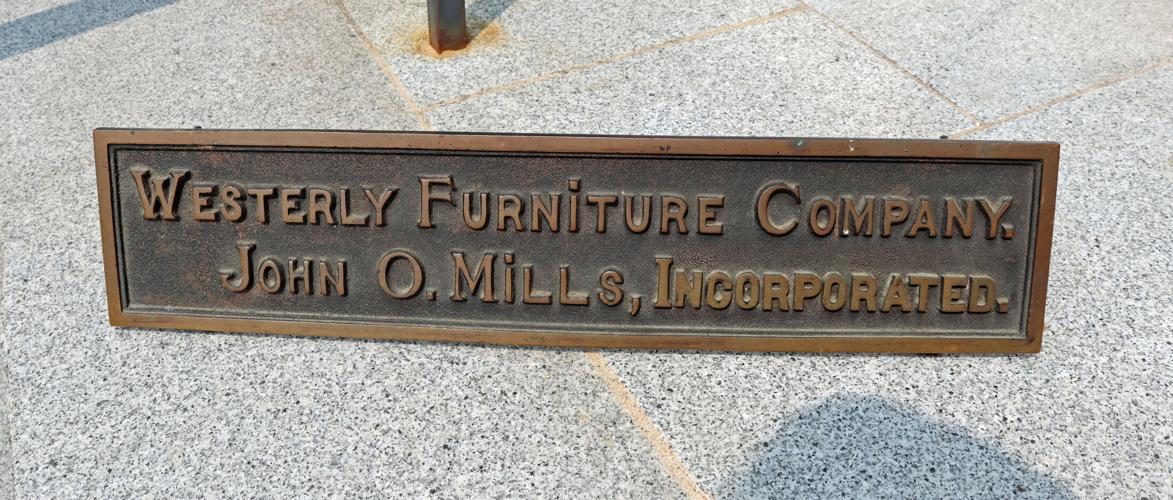 WESTERLY FURNiTURE COMPANY.
JOHN O. MiLLS, INCORPORATED.